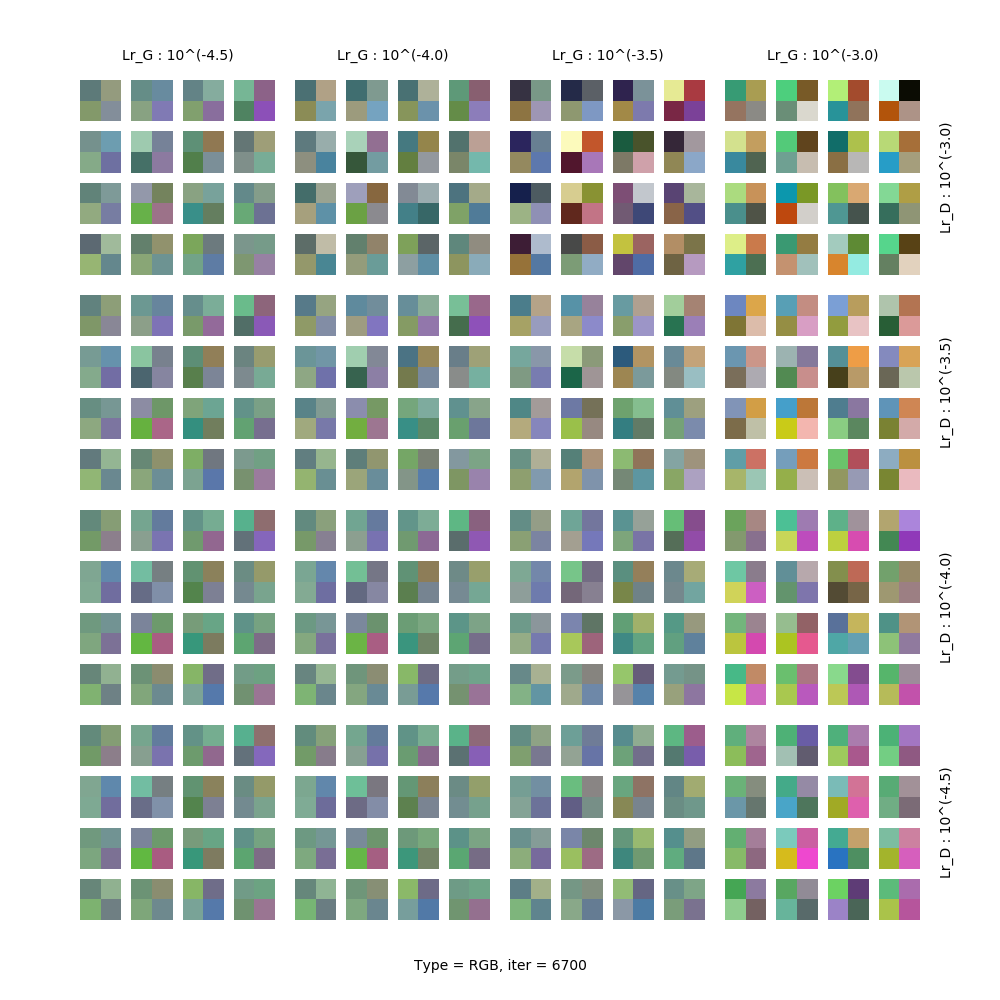 Lr_G : 10^(-4.5)
Lr_G : 10^(-4.0)
Lr_G : 10^(-3.5)
Lr_G : 10^(-3.0)
Lr_D : 10^(-3.0)
Lr_D : 10^(-3.5)
Lr_D : 10^(-4.0)
Lr_D : 10^(-4.5)
Type = RGB, iter = 6700